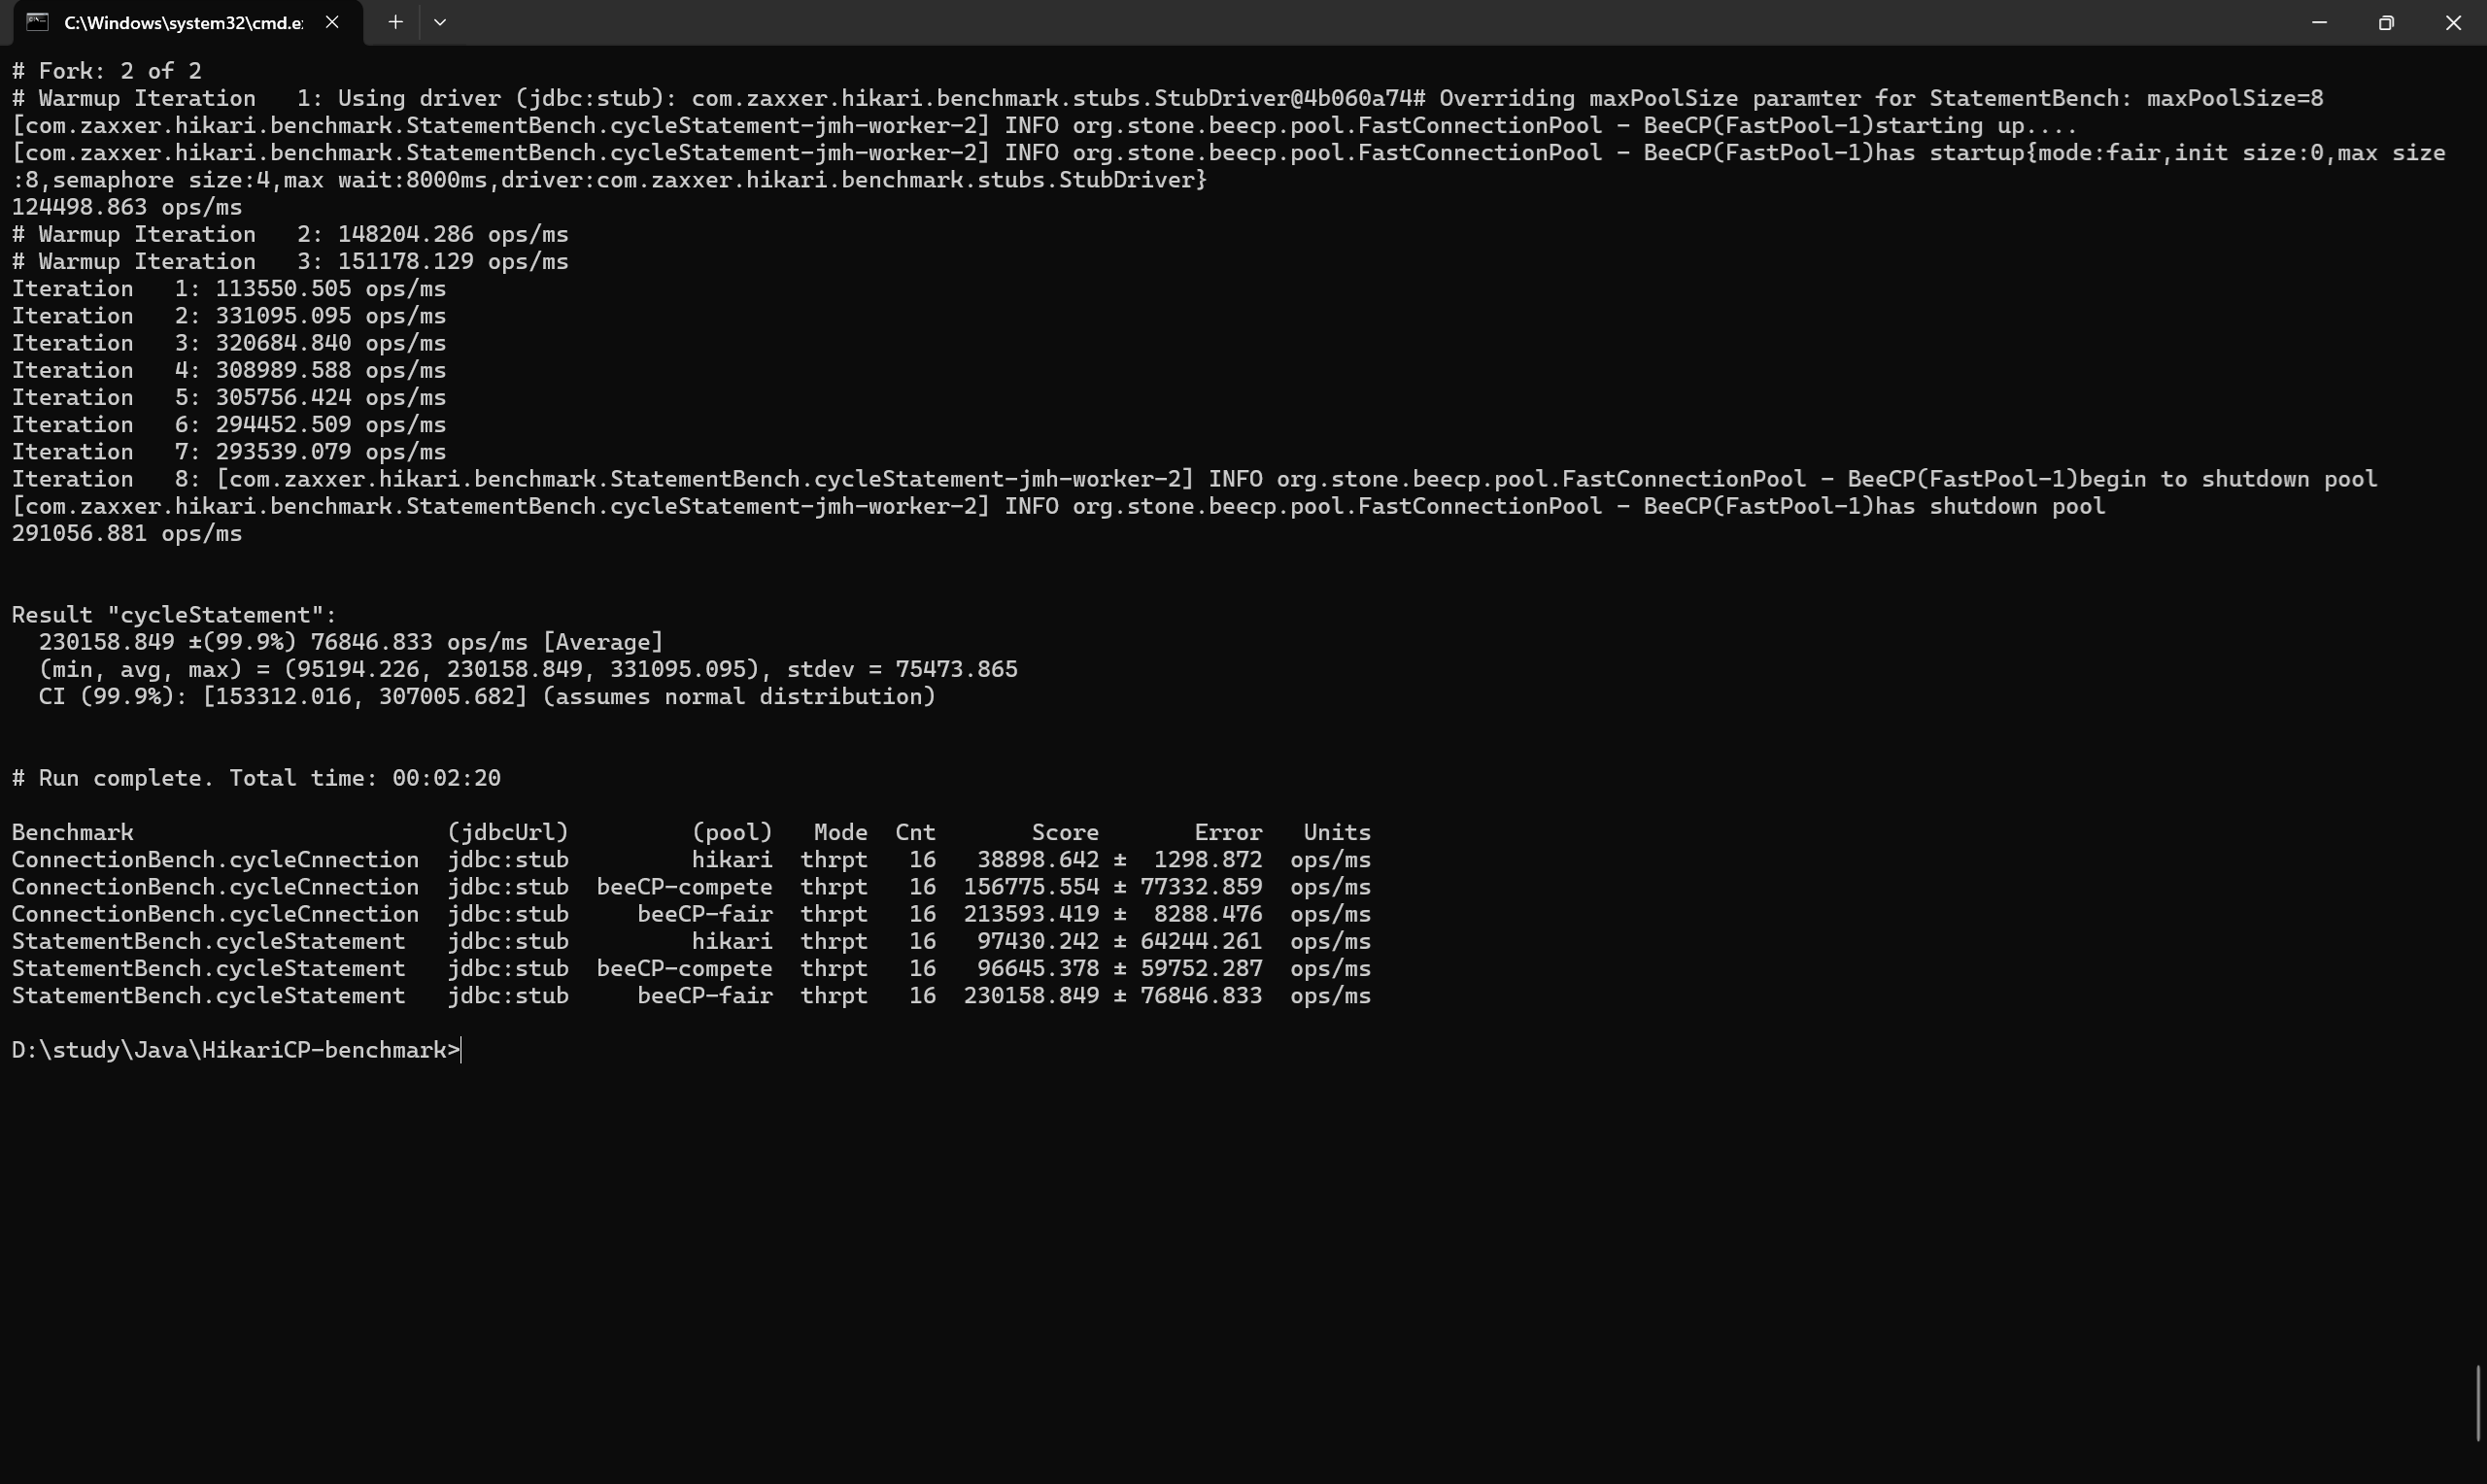 C:\Windows\system32\cmd.e:
# Fork: 2 of 2
# Warmup Iteration   1: Using driver (jdbc:stub): com.zaxxer.hikari.benchmark.stubs.StubDriver@4b060a74# Overriding maxPoolSize paramter for StatementBench: maxPoolSize=8
[com.zaxxer.hikari.benchmark.StatementBench.cycleStatement-jmh-worker-2] INFO org.stone.beecp.pool.FastConnectionPool - BeeCP(FastPool-1)starting up....
[com.zaxxer.hikari.benchmark.StatementBench.cycleStatement-jmh-worker-2] INFO org.stone.beecp.pool.FastConnectionPool - BeeCP(FastPool-1)has startup{mode:fair,init size:0,max size
:8,semaphore size:4,max wait:8000ms,driver:com.zaxxer.hikari.benchmark.stubs.StubDriver}
124498.863 ops/ms
# Warmup Iteration   2: 148204.286 ops/ms
# Warmup Iteration   3: 151178.129 ops/ms
Iteration   1: 113550.505 ops/ms
Iteration   2: 331095.095 ops/ms
Iteration   3: 320684.840 ops/ms
Iteration   4: 308989.588 ops/ms
Iteration   5: 305756.424 ops/ms
Iteration   6: 294452.509 ops/ms
Iteration   7: 293539.079 ops/ms
Iteration   8: [com.zaxxer.hikari.benchmark.StatementBench.cycleStatement-jmh-worker-2] INFO org.stone.beecp.pool.FastConnectionPool - BeeCP(FastPool-1)begin to shutdown pool
[com.zaxxer.hikari.benchmark.StatementBench.cycleStatement-jmh-worker-2] INFO org.stone.beecp.pool.FastConnectionPool - BeeCP(FastPool-1)has shutdown pool
291056.881 ops/ms
Result "cycleStatement":
  230158.849 ±(99.9%) 76846.833 ops/ms [Average]
  (min, avg, max) = (95194.226, 230158.849, 331095.095), stdev = 75473.865
  CI (99.9%): [153312.016, 307005.682] (assumes normal distribution)
# Run complete. Total time: 00:02:20
Benchmark                       (jdbcUrl)         (pool)   Mode  Cnt       Score       Error   Units
ConnectionBench.cycleCnnection  jdbc:stub         hikari  thrpt   16   38898.642 ±  1298.872  ops/ms
ConnectionBench.cycleCnnection  jdbc:stub  beeCP-compete  thrpt   16  156775.554 ± 77332.859  ops/ms
ConnectionBench.cycleCnnection  jdbc:stub     beeCP-fair  thrpt   16  213593.419 ±  8288.476  ops/ms
StatementBench.cycleStatement   jdbc:stub         hikari  thrpt   16   97430.242 ± 64244.261  ops/ms
StatementBench.cycleStatement   jdbc:stub  beeCP-compete  thrpt   16   96645.378 ± 59752.287  ops/ms
StatementBench.cycleStatement   jdbc:stub     beeCP-fair  thrpt   16  230158.849 ± 76846.833  ops/ms
D:\study\Java\HikariCP-benchmark>